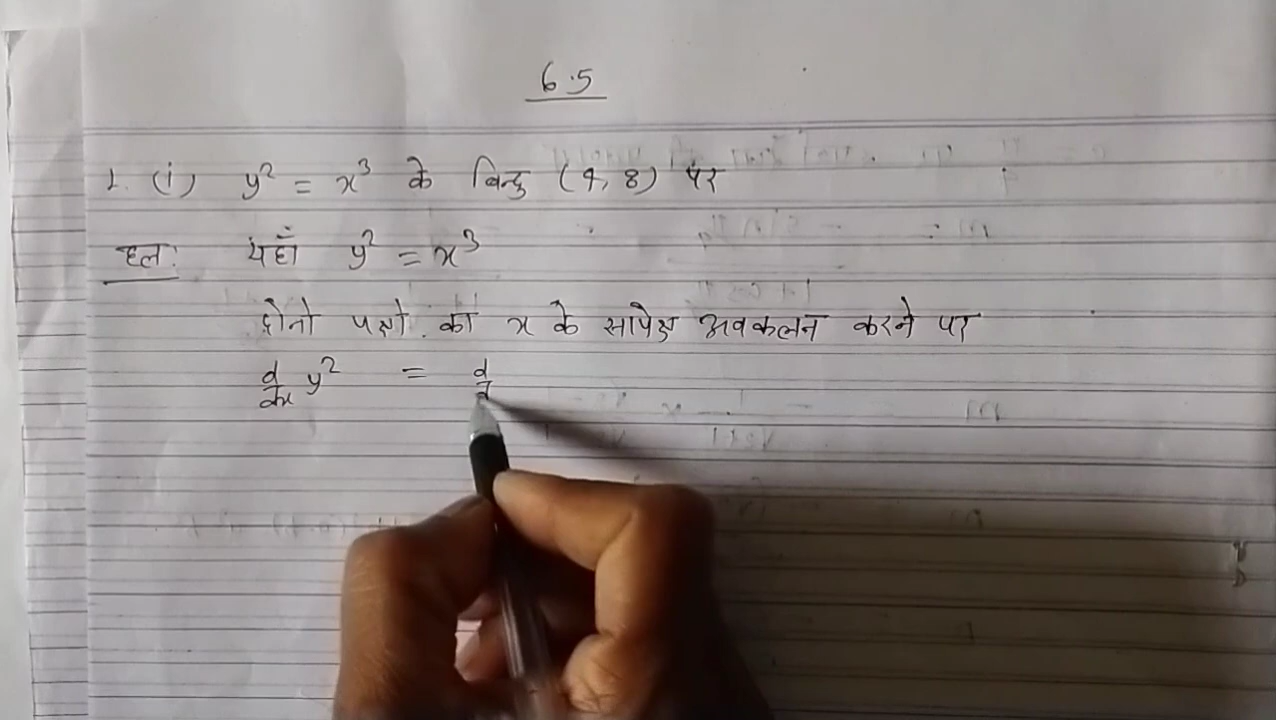 6.5
1. (i) y² = x³ के बिन्दु (4, 8) पर
हल: यहाँ y² = x³
दोनो पक्षो का x के सापेक्ष अवकलन करने पर
d/dx y² = d